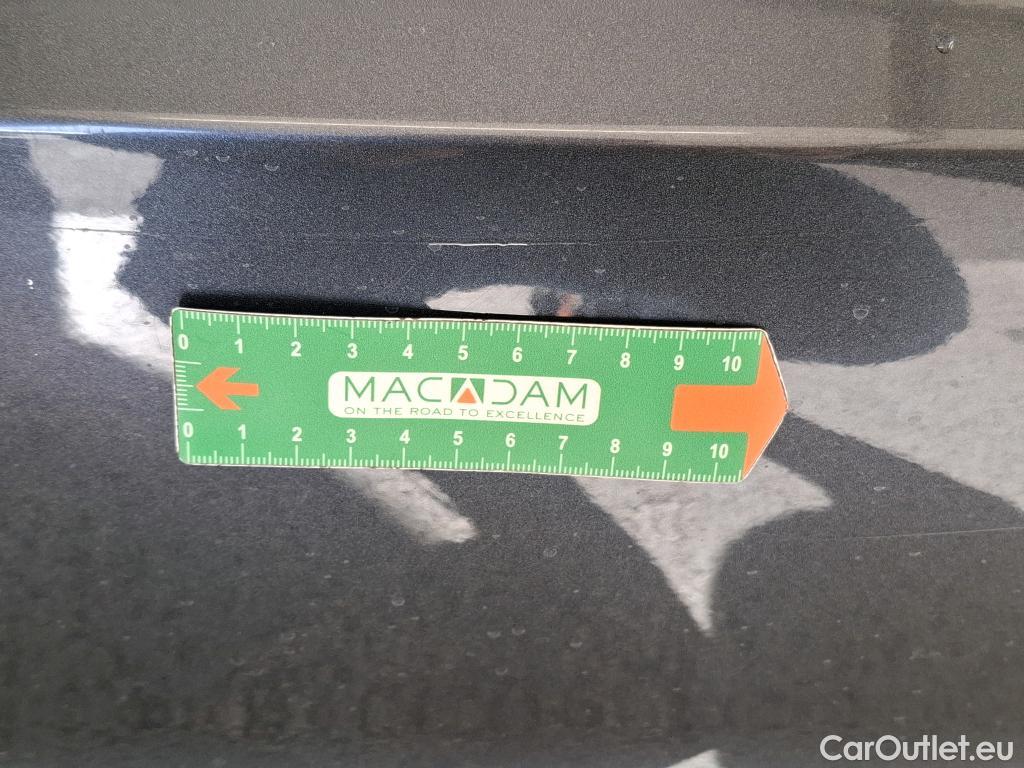 0 1 2 3 4 5 6 7 8 9 10
MACADAM
ON THE ROAD TO EXCELLENCE
0 1 2 3 4 5 6 7 8 9 10
CarOutlet.eu